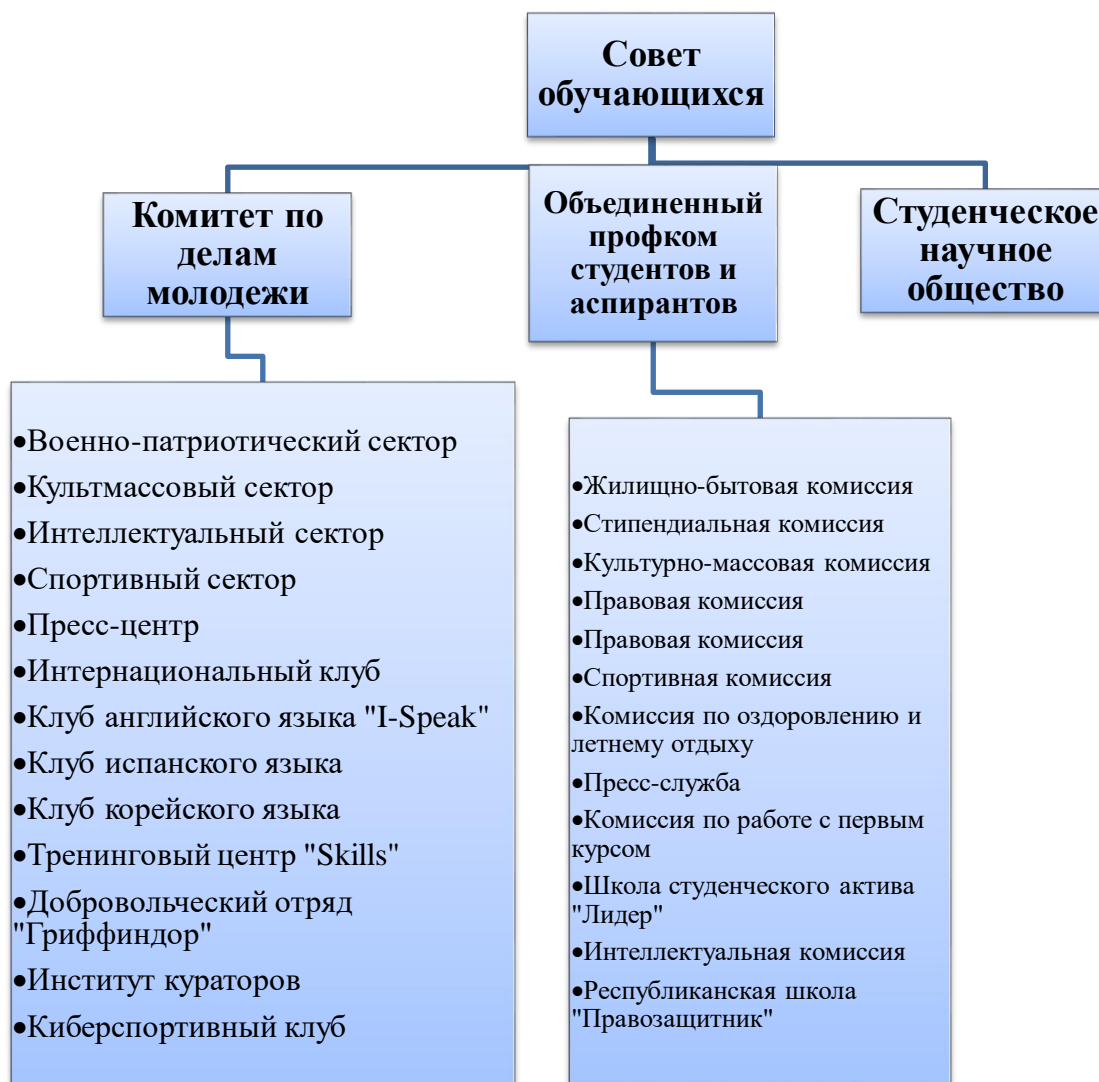 Совет
обучающихся
Комитет по
делам
молодежи
Объединенный
профком
студентов и
аспирантов
Студенческое
научное
общество
•Военно-патриотический сектор
•Культмассовый сектор
•Интеллектуальный сектор
•Спортивный сектор
•Пресс-центр
•Интернациональный клуб
•Клуб английского языка "I-Speak"
•Клуб испанского языка
•Клуб корейского языка
•Тренинговый центр "Skills"
•Добровольческий отряд
"Гриффиндор"
•Институт кураторов
•Киберспортивный клуб
•Жилищно-бытовая комиссия
•Стипендиальная комиссия
•Культурно-массовая комиссия
•Правовая комиссия
•Правовая комиссия
•Спортивная комиссия
•Комиссия по оздоровлению и
летнему отдыху
•Пресс-служба
•Комиссия по работе с первым
курсом
•Школа студенческого актива
"Лидер"
•Интеллектуальная комиссия
•Республиканская школа
"Правозащитник"